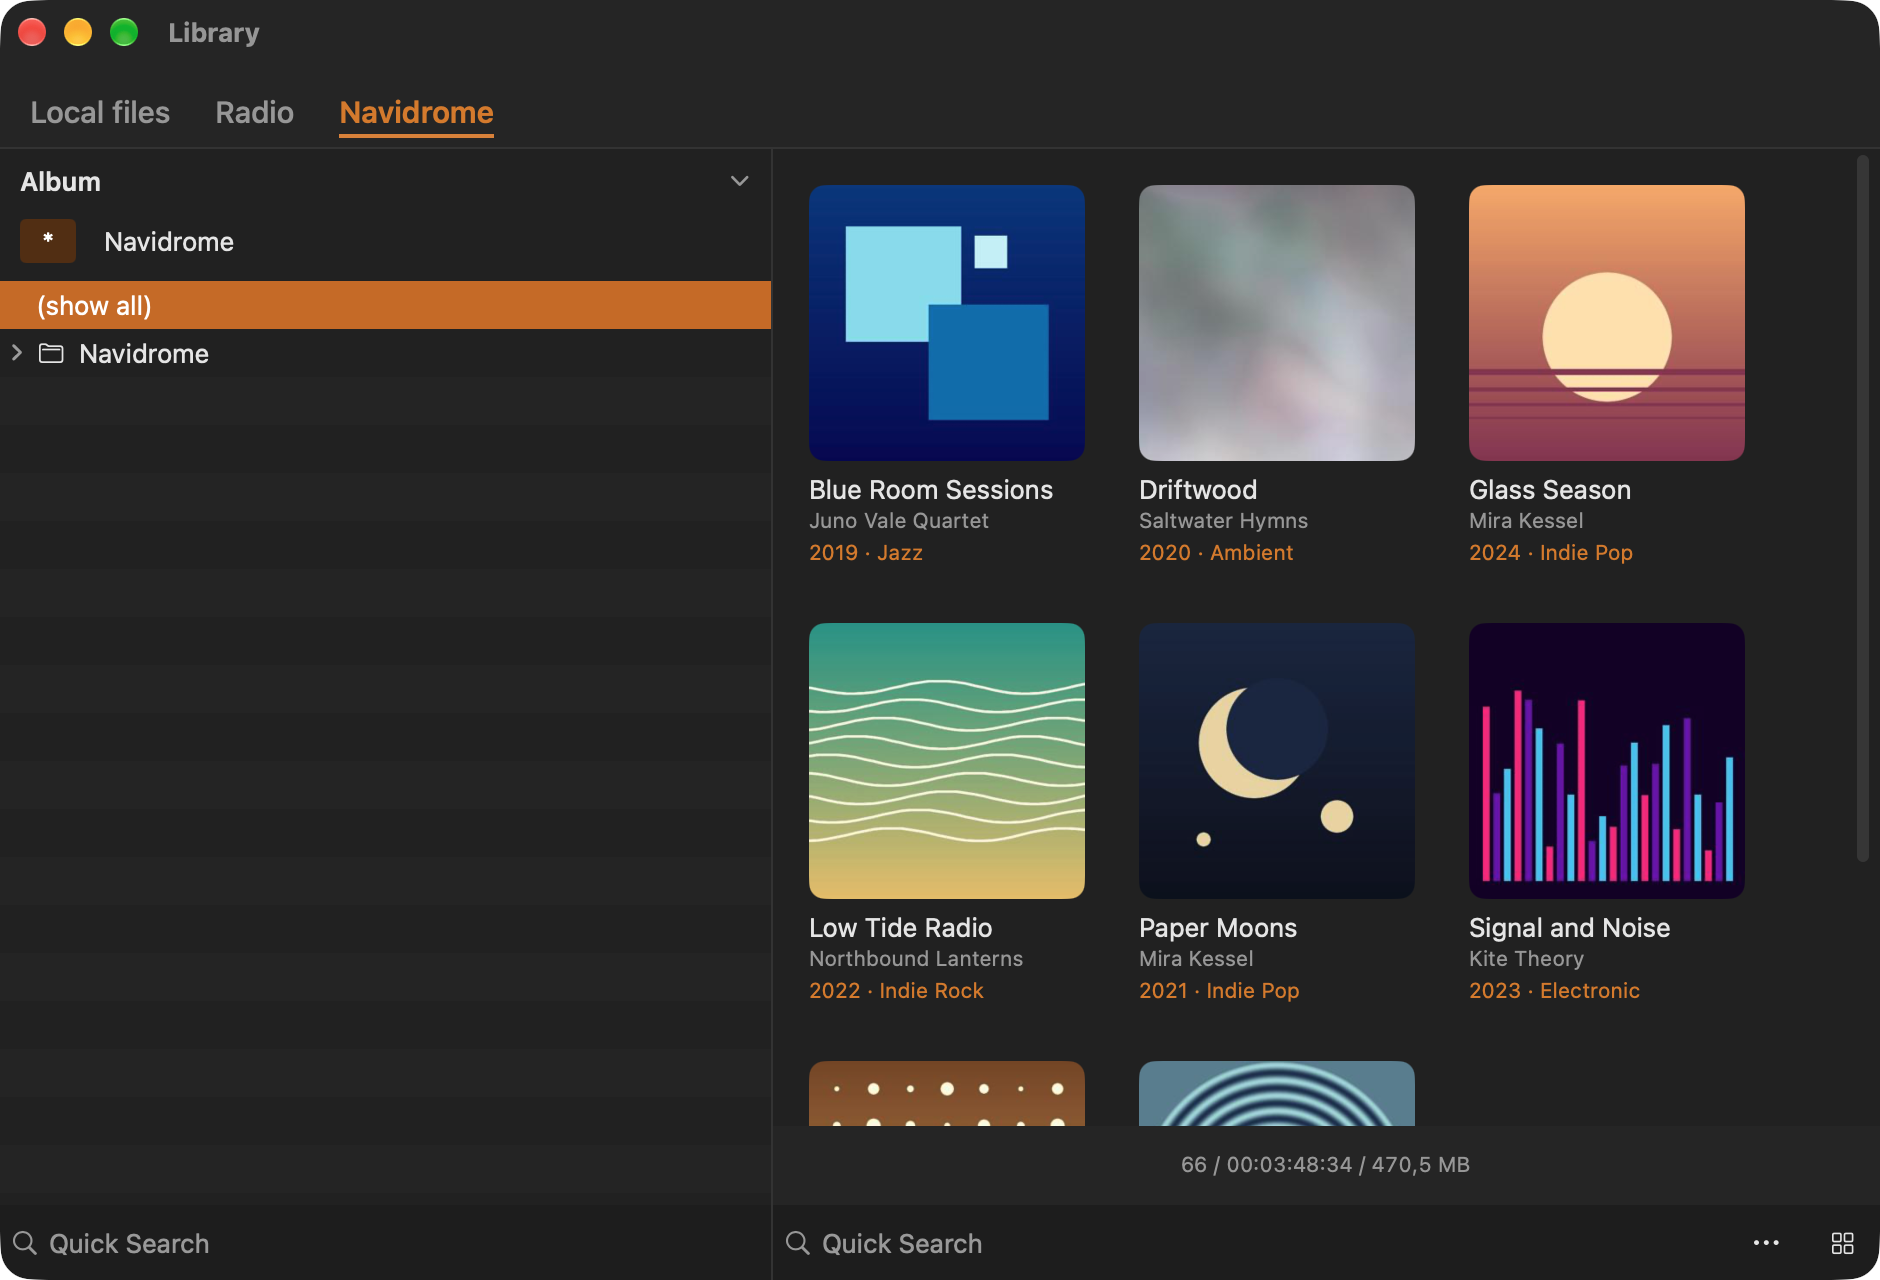 Library
Local files
Radio
Navidrome
Album
* Navidrome
(show all)
Navidrome
Blue Room Sessions
Juno Vale Quartet
2019 · Jazz
Driftwood
Saltwater Hymns
2020 · Ambient
Glass Season
Mira Kessel
2024 · Indie Pop
Low Tide Radio
Northbound Lanterns
2022 · Indie Rock
Paper Moons
Mira Kessel
2021 · Indie Pop
Signal and Noise
Kite Theory
2023 · Electronic
66 / 00:03:48:34 / 470,5 MB
Quick Search
Quick Search